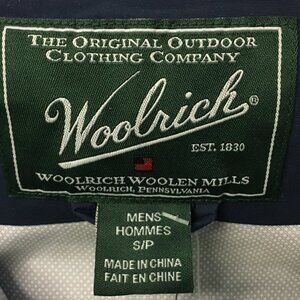 THE ORIGINAL OUTDOOR
CLOTHING COMPANY
Woolrich®
EST. 1830
WOOLRICH WOOLEN MILLS
WOOLRICH, PENNSYLVANIA
MENS
HOMMES
S/P
MADE IN CHINA
FAIT EN CHINE